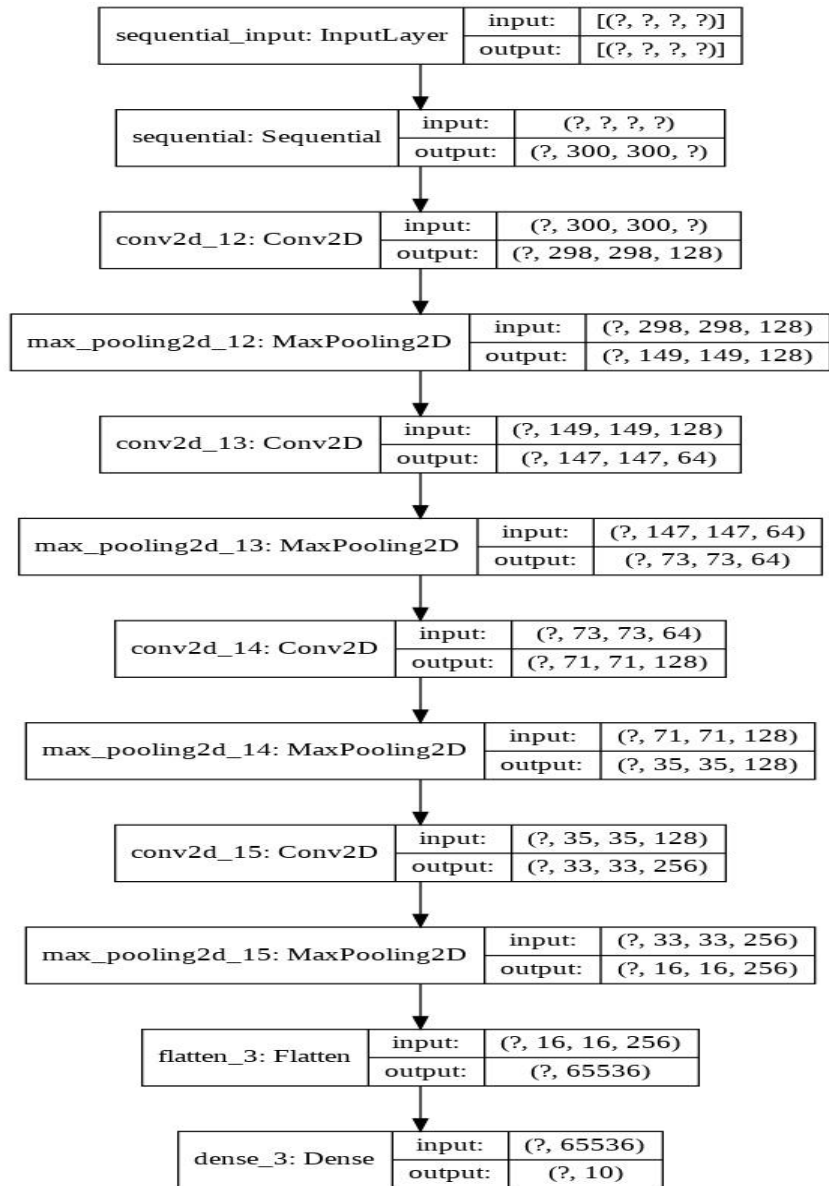 sequential_input: InputLayer
input: [(?, ?, ?, ?)]
output: [(?, ?, ?, ?)]
sequential: Sequential
input: (?, ?, ?, ?)
output: (?, 300, 300, ?)
conv2d_12: Conv2D
input: (?, 300, 300, ?)
output: (?, 298, 298, 128)
max_pooling2d_12: MaxPooling2D
input: (?, 298, 298, 128)
output: (?, 149, 149, 128)
conv2d_13: Conv2D
input: (?, 149, 149, 128)
output: (?, 147, 147, 64)
max_pooling2d_13: MaxPooling2D
input: (?, 147, 147, 64)
output: (?, 73, 73, 64)
conv2d_14: Conv2D
input: (?, 73, 73, 64)
output: (?, 71, 71, 128)
max_pooling2d_14: MaxPooling2D
input: (?, 71, 71, 128)
output: (?, 35, 35, 128)
conv2d_15: Conv2D
input: (?, 35, 35, 128)
output: (?, 33, 33, 256)
max_pooling2d_15: MaxPooling2D
input: (?, 33, 33, 256)
output: (?, 16, 16, 256)
flatten_3: Flatten
input: (?, 16, 16, 256)
output: (?, 65536)
dense_3: Dense
input: (?, 65536)
output: (?, 10)